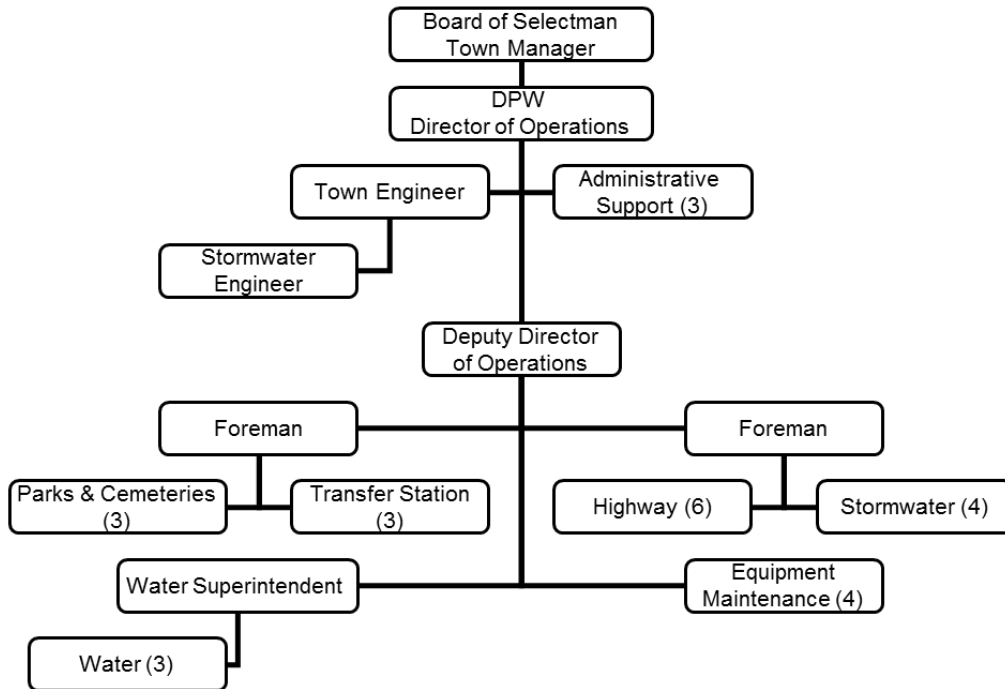 Board of Selectman
Town Manager
DPW
Director of Operations
Town Engineer
Administrative
Support (3)
Stormwater
Engineer
Deputy Director
of Operations
Foreman
Foreman
Parks & Cemeteries
(3)
Transfer Station
(3)
Highway (6)
Stormwater (4)
Water Superintendent
Equipment
Maintenance (4)
Water (3)